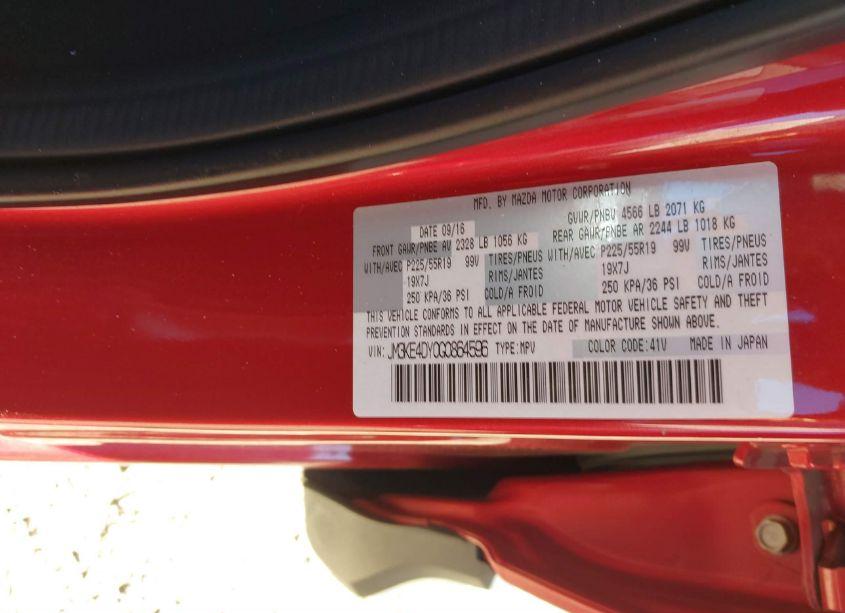 MFD. BY MAZDA MOTOR CORPORATION
DATE 09/16 GVWR/PNBV 4566 LB 2071 KG
FRONT GAWR/PNBE AV 2328 LB 1056 KG REAR GAWR/PNBE AR 2244 LB 1018 KG
WITH/AVEC P225/55R19 99V TIRES/PNEUS WITH/AVEC P225/55R19 99V TIRES/PNEUS
19X7J RIMS/JANTES 19X7J RIMS/JANTES
250 KPA/36 PSI COLD/A FROID 250 KPA/36 PSI COLD/A FROID
THIS VEHICLE CONFORMS TO ALL APPLICABLE FEDERAL MOTOR VEHICLE SAFETY AND THEFT
PREVENTION STANDARDS IN EFFECT ON THE DATE OF MANUFACTURE SHOWN ABOVE.
VIN: JM3KE4DY0G0864596 TYPE:MPV COLOR CODE:41V MADE IN JAPAN